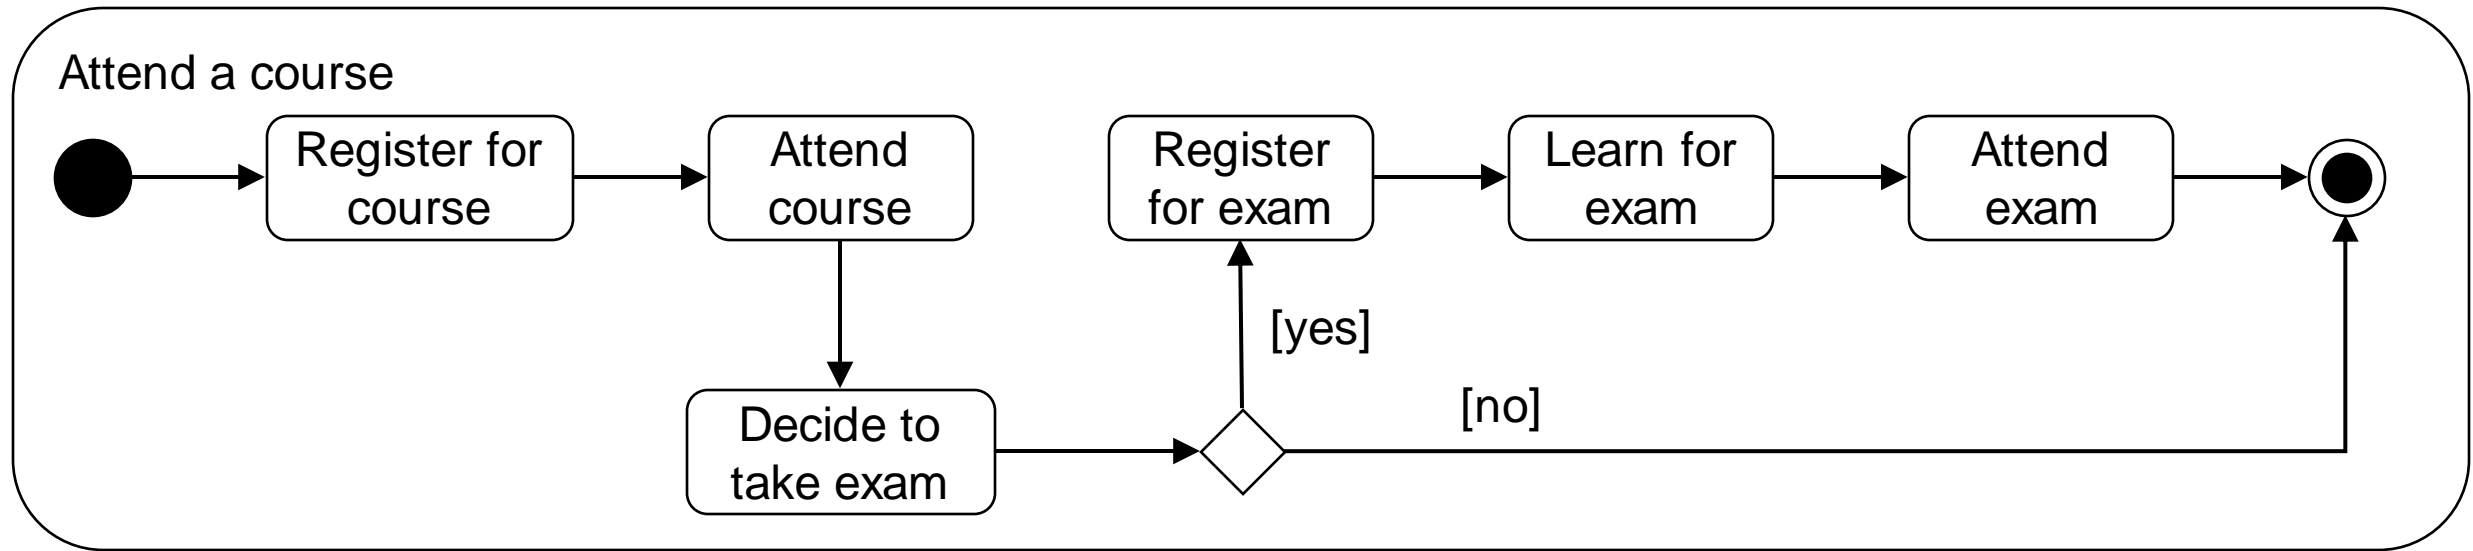 Attend a course
Register for
course
Attend
course
Register
for exam
Learn for
exam
Attend
exam
[yes]
[no]
Decide to
take exam